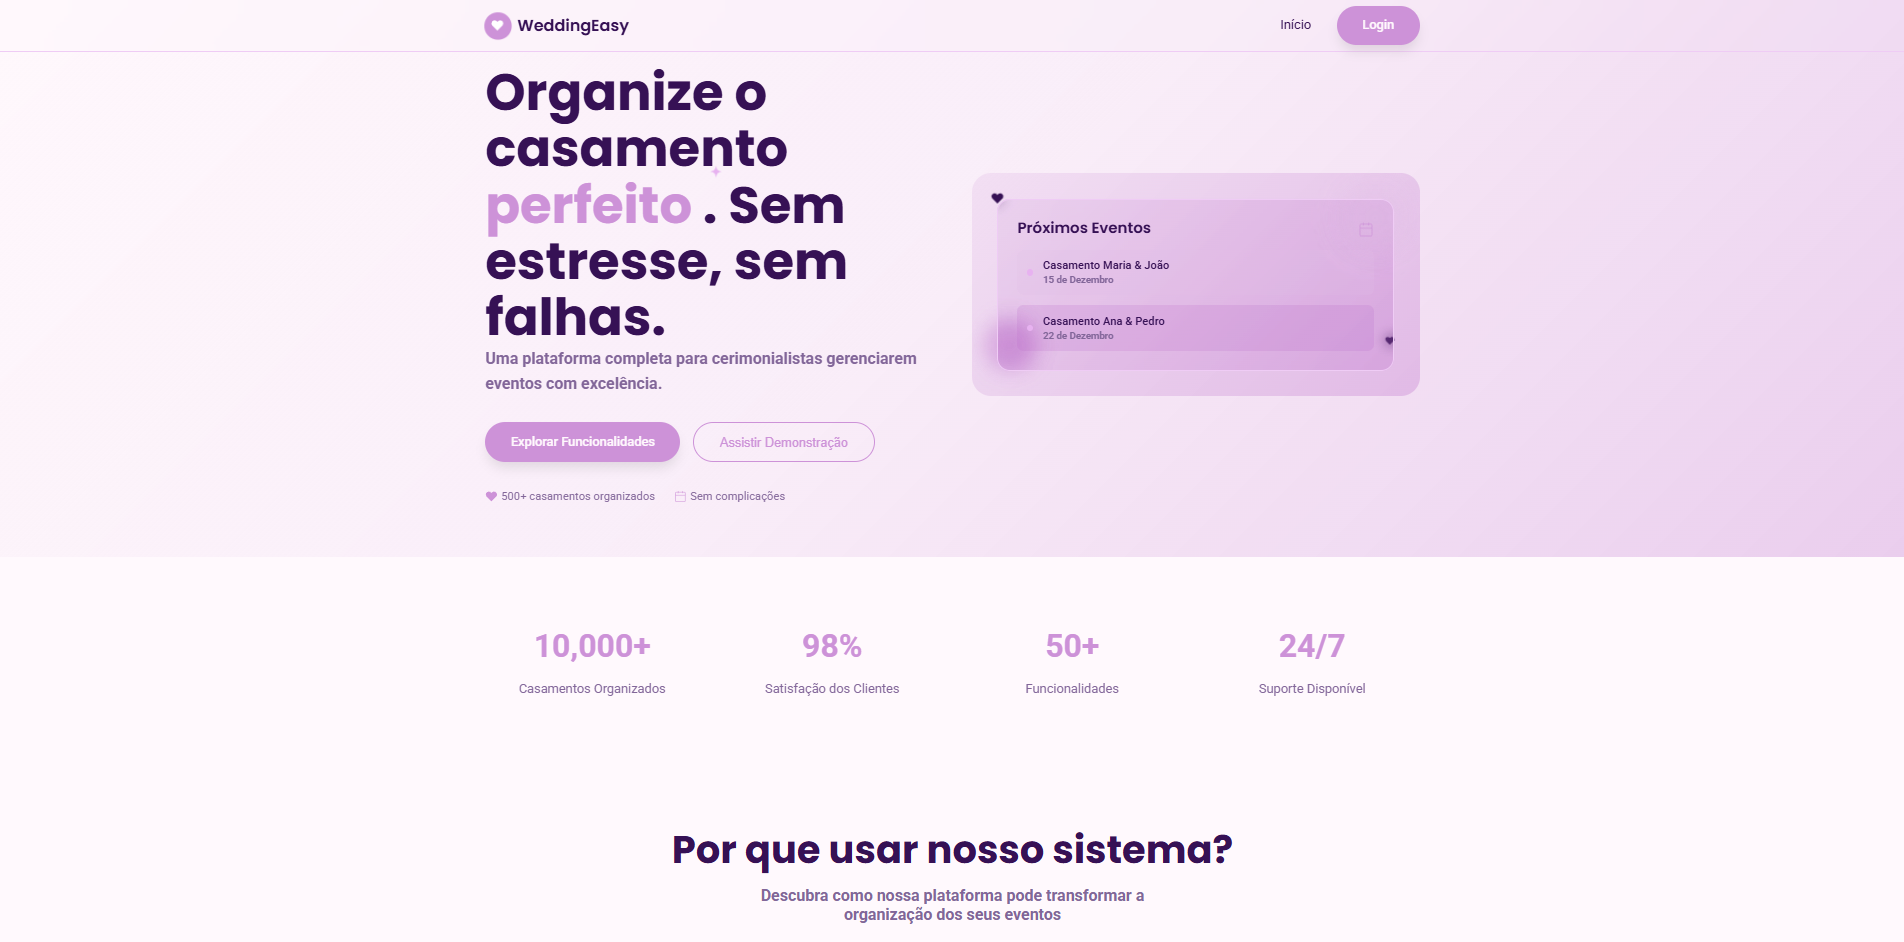 WeddingEasy
Início
Login
Organize o
casamento
perfeito . Sem
estresse, sem
falhas.
Uma plataforma completa para cerimonialistas gerenciarem
eventos com excelência.
Explorar Funcionalidades
Assistir Demonstração
500+ casamentos organizados
Sem complicações
Próximos Eventos
Casamento Maria & João
15 de Dezembro
Casamento Ana & Pedro
22 de Dezembro
10,000+
Casamentos Organizados
98%
Satisfação dos Clientes
50+
Funcionalidades
24/7
Suporte Disponível
Por que usar nosso sistema?
Descubra como nossa plataforma pode transformar a
organização dos seus eventos